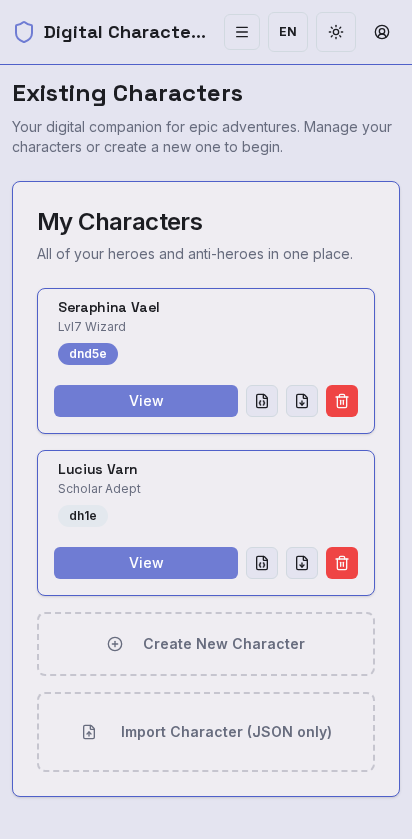 Digital Characte...
EN
Existing Characters
Your digital companion for epic adventures. Manage your
characters or create a new one to begin.
My Characters
All of your heroes and anti-heroes in one place.
Seraphina Vael
Lvl7 Wizard
dnd5e
View
Lucius Varn
Scholar Adept
dh1e
View
Create New Character
Import Character (JSON only)